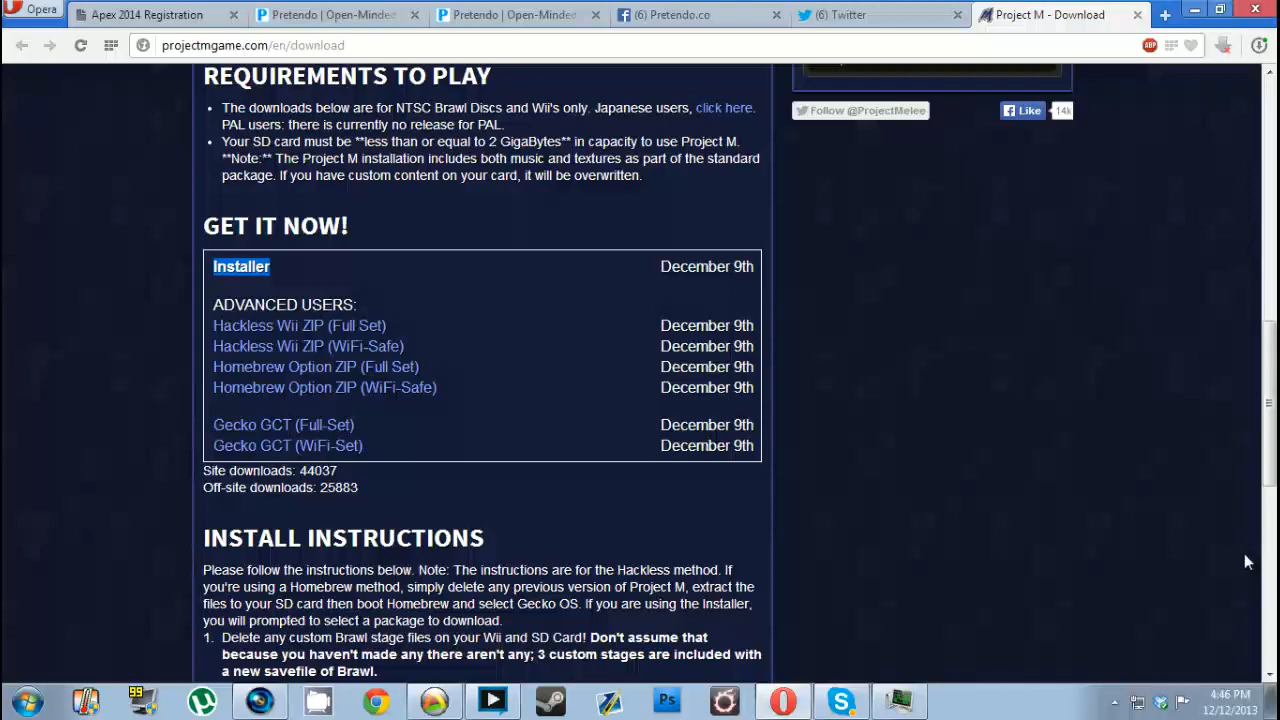 Opera
Apex 2014 Registration
Pretendo | Open-Minded
Pretendo | Open-Minded
(6) Pretendo.co
(6) Twitter
Project M - Download
projectmgame.com/en/download
ABP
REQUIREMENTS TO PLAY
• The downloads below are for NTSC Brawl Discs and Wii's only. Japanese users, click here.
PAL users: there is currently no release for PAL.
• Your SD card must be **less than or equal to 2 GigaBytes** in capacity to use Project M.
**Note:** The Project M installation includes both music and textures as part of the standard
package. If you have custom content on your card, it will be overwritten.
Follow @ProjectMelee
Like
14k
GET IT NOW!
Installer December 9th
ADVANCED USERS:
Hackless Wii ZIP (Full Set) December 9th
Hackless Wii ZIP (WiFi-Safe) December 9th
Homebrew Option ZIP (Full Set) December 9th
Homebrew Option ZIP (WiFi-Safe) December 9th
Gecko GCT (Full-Set) December 9th
Gecko GCT (WiFi-Set) December 9th
Site downloads: 44037
Off-site downloads: 25883
INSTALL INSTRUCTIONS
Please follow the instructions below. Note: The instructions are for the Hackless method. If
you're using a Homebrew method, simply delete any previous version of Project M, extract the
files to your SD card then boot Homebrew and select Gecko OS. If you are using the Installer,
you will prompted to select a package to download.
1. Delete any custom Brawl stage files on your Wii and SD Card! Don't assume that
because you haven't made any there aren't any; 3 custom stages are included with
a new savefile of Brawl.
99
Ps
4:46 PM
12/12/2013